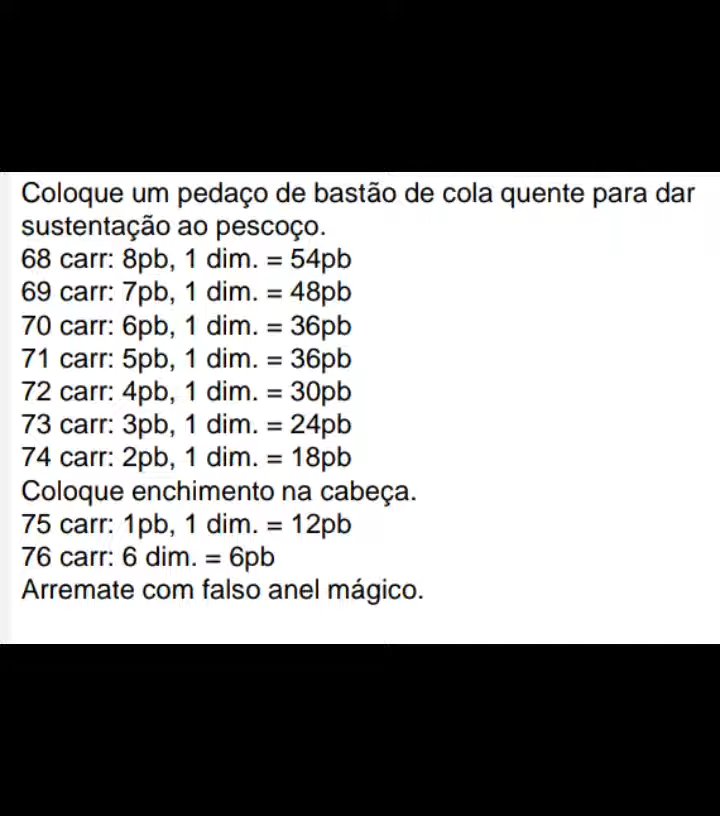 Coloque um pedaço de bastão de cola quente para dar
sustentação ao pescoço.
68 carr: 8pb, 1 dim. = 54pb
69 carr: 7pb, 1 dim. = 48pb
70 carr: 6pb, 1 dim. = 36pb
71 carr: 5pb, 1 dim. = 36pb
72 carr: 4pb, 1 dim. = 30pb
73 carr: 3pb, 1 dim. = 24pb
74 carr: 2pb, 1 dim. = 18pb
Coloque enchimento na cabeça.
75 carr: 1pb, 1 dim. = 12pb
76 carr: 6 dim. = 6pb
Arremate com falso anel mágico.